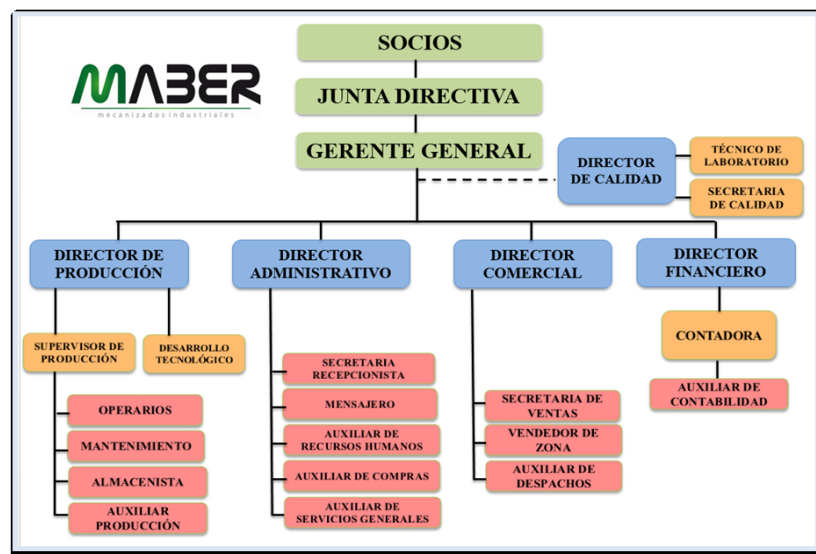 SOCIOS
MABER
mecanizados industriales
JUNTA DIRECTIVA
GERENTE GENERAL
DIRECTOR
DE CALIDAD
TÉCNICO DE
LABORATORIO
SECRETARIA
DE CALIDAD
DIRECTOR DE
PRODUCCIÓN
DIRECTOR
ADMINISTRATIVO
DIRECTOR
COMERCIAL
DIRECTOR
FINANCIERO
SUPERVISOR DE
PRODUCCIÓN
DESARROLLO
TECNOLÓGICO
OPERARIOS
MANTENIMIENTO
ALMACENISTA
AUXILIAR
PRODUCCIÓN
SECRETARIA
RECEPCIONISTA
MENSAJERO
AUXILIAR DE
RECURSOS HUMANOS
AUXILIAR DE COMPRAS
AUXILIAR DE
SERVICIOS GENERALES
SECRETARIA DE
VENTAS
VENDEDOR DE
ZONA
AUXILIAR DE
DESPACHOS
CONTADORA
AUXILIAR DE
CONTABILIDAD